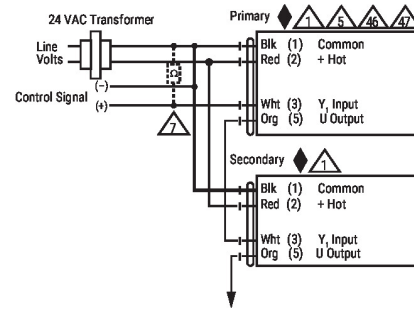 24 VAC Transformer
Primary 1 5 46 47
Line
Volts
Blk (1) Common
Red (2) + Hot
Control Signal (−)
(+)
Ω
Wht (3) Y1 Input
Org (5) U Output
7
Secondary 1
Blk (1) Common
Red (2) + Hot
Wht (3) Y1 Input
Org (5) U Output